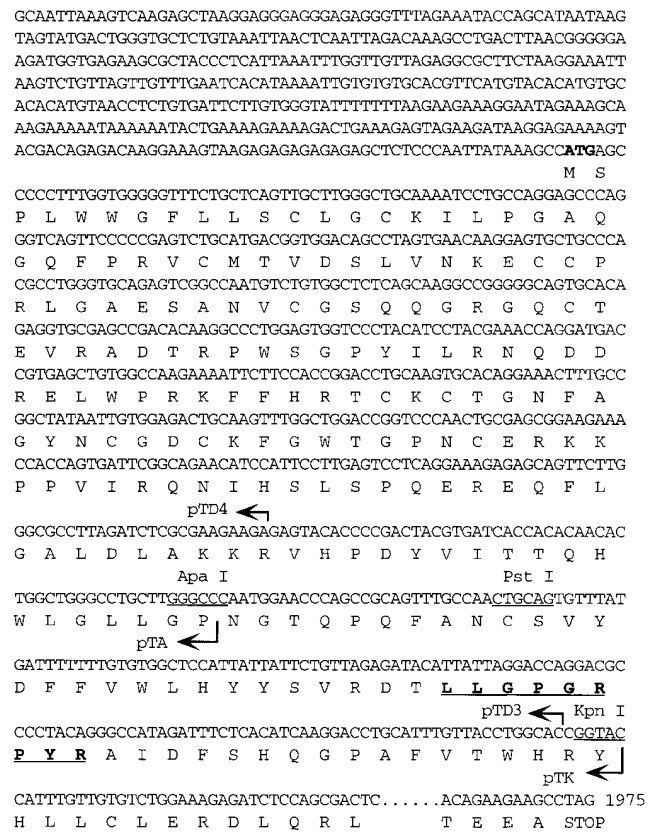 GCAATTAAAGTCAAGAGCTAAGGAGGGAGGGAGAGGGTTTAGAAATACCAGCATAATAAG
TAGTATGACTGGGTGCTCTGTAAATTAACTCAATTAGACAAAGCCTGACTTAACGGGGGA
AGATGGTGAGAAGCGCTACCCTCATTAAATTTGGTTGTTAGAGGCGCTTCTAAGGAAATT
AAGTCTGTTAGTTGTTTGAATCACATAAAATTGTGTGTGCACGTTCATGTACACATGTGC
ACACATGTAACCTCTGTGATTCTTGTGGGTATTTTTTTAAGAAGAAAGGAATAGAAAGCA
AAGAAAAATAAAAAATACTGAAAAGAAAAGACTGAAAGAGTAGAAGATAAGGAGAAAAGT
ACGACAGAGACAAGGAAAGTAAGAGAGAGAGAGAGCTCTCCCAATTATAAAGCCATGAGC
M S
CCCCTTTGGTGGGGGTTTCTGCTCAGTTGCTTGGGCTGCAAAATCCTGCCAGGAGCCCAG
P L W W G F L L S C L G C K I L P G A Q
GGTCAGTTCCCCCGAGTCTGCATGACGGTGGACAGCCTAGTGAACAAGGAGTGCTGCCCA
G Q F P R V C M T V D S L V N K E C C P
CGCCTGGGTGCAGAGTCGGCCAATGTCTGTGGCTCTCAGCAAGGCCGGGGGCAGTGCACA
R L G A E S A N V C G S Q Q G R G Q C T
GAGGTGCGAGCCGACACAAGGCCCTGGAGTGGTCCCTACATCCTACGAAACCAGGATGAC
E V R A D T R P W S G P Y I L R N Q D D
CGTGAGCTGTGGCCAAGAAAATTCTTCCACCGGACCTGCAAGTGCACAGGAAACTTTGCC
R E L W P R K F F H R T C K C T G N F A
GGCTATAATTGTGGAGACTGCAAGTTTGGCTGGACCGGTCCCAACTGCGAGCGGAAGAAA
G Y N C G D C K F G W T G P N C E R K K
CCACCAGTGATTCGGCAGAACATCCATTCCTTGAGTCCTCAGGAAAGAGAGCAGTTCTTG
P P V I R Q N I H S L S P Q E R E Q F L
pTD4
GGCGCCTTAGATCTCGCGAAGAAGAGAGTACACCCCGACTACGTGATCACCACACAACAC
G A L D L A K K R V H P D Y V I T T Q H
Apa I Pst I
TGGCTGGGCCTGCTTGGGCCCAATGGAACCCAGCCGCAGTTTGCCAACTGCAGTGTTTAT
W L G L L G P N G T Q P Q F A N C S V Y
pTA
GATTTTTTTGTGTGGCTCCATTATTATTCTGTTAGAGATACATTATTAGGACCAGGACGC
D F F V W L H Y Y S V R D T L L G P G R
pTD3 Kpn I
CCCTACAGGGCCATAGATTTCTCACATCAAGGACCTGCATTTGTTACCTGGCACCGGTAC
P Y R A I D F S H Q G P A F V T W H R Y
pTK
CATTTGTTGTGTCTGGAAAGAGATCTCCAGCGACTC......ACAGAAGAAGCCTAG 1975
H L L C L E R D L Q R L T E E A STOP